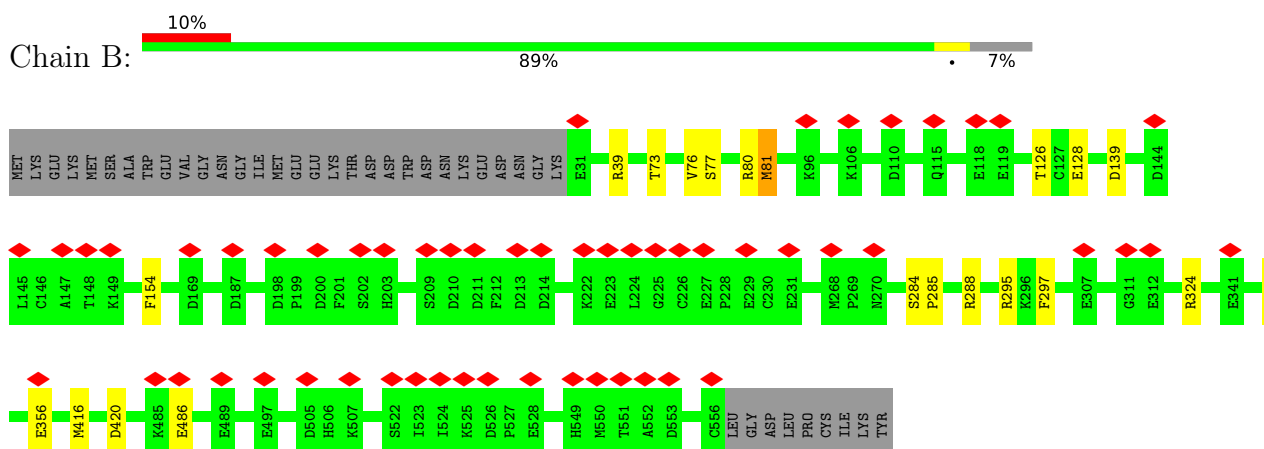 10%
Chain B:
89% • 7%
MET LYS GLU LYS MET SER ALA TRP GLU VAL GLY ASN GLY ILE MET GLU GLU LYS THR ASP ASP TRP ASP ASN LYS GLU ASP ASN GLY LYS E31 R39 T73 V76 S77 R80 M81 K96 K106 D110 Q115 E118 E119 T126 C127 E128 D139 D144
L145 C146 A147 T148 K149 F154 D169 D187 D198 P199 D200 F201 S202 H203 S209 D210 D211 F212 D213 D214 K222 E223 L224 G225 C226 E227 P228 E229 C230 E231 M268 P269 N270 S284 P285 R288 R295 K296 F297 E307 G311 E312 R324 E341
E356 M416 D420 K485 E486 E489 E497 D505 H506 K507 S522 I523 I524 K525 D526 P527 E528 H549 M550 T551 A552 D553 C556 LEU GLY ASP LEU PRO CYS ILE LYS TYR